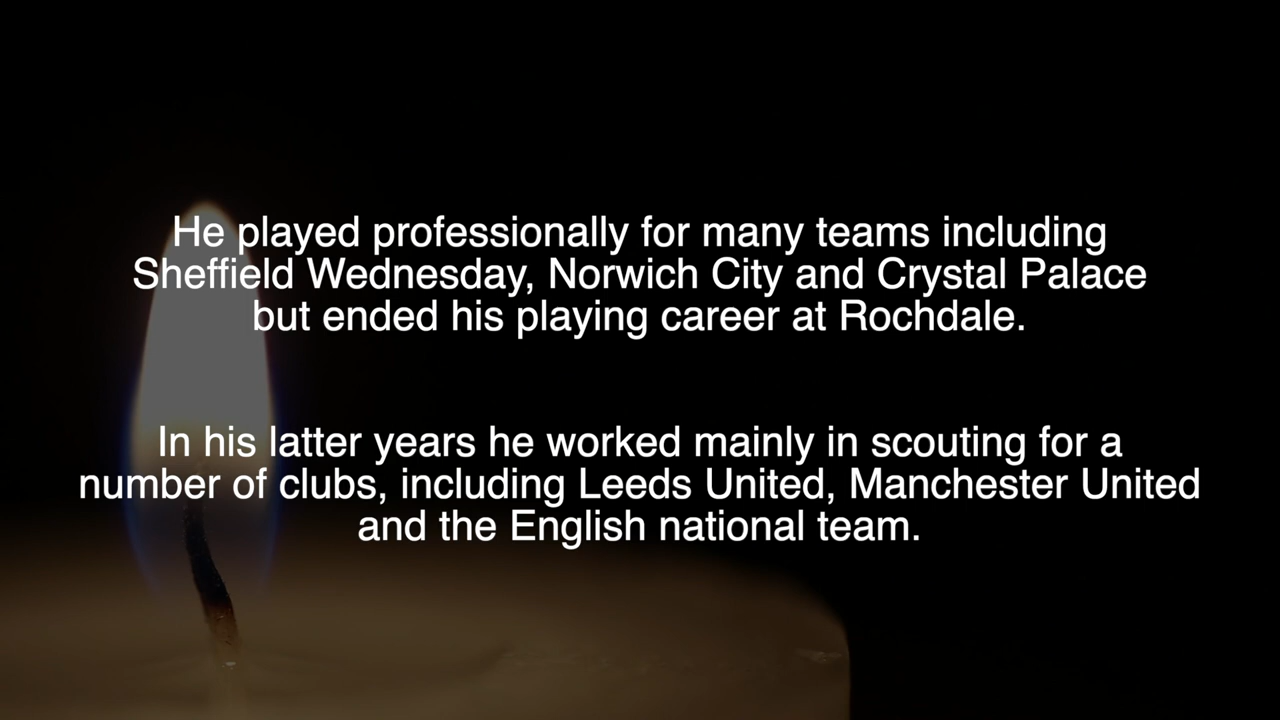 He played professionally for many teams including
Sheffield Wednesday, Norwich City and Crystal Palace
but ended his playing career at Rochdale.
In his latter years he worked mainly in scouting for a
number of clubs, including Leeds United, Manchester United
and the English national team.